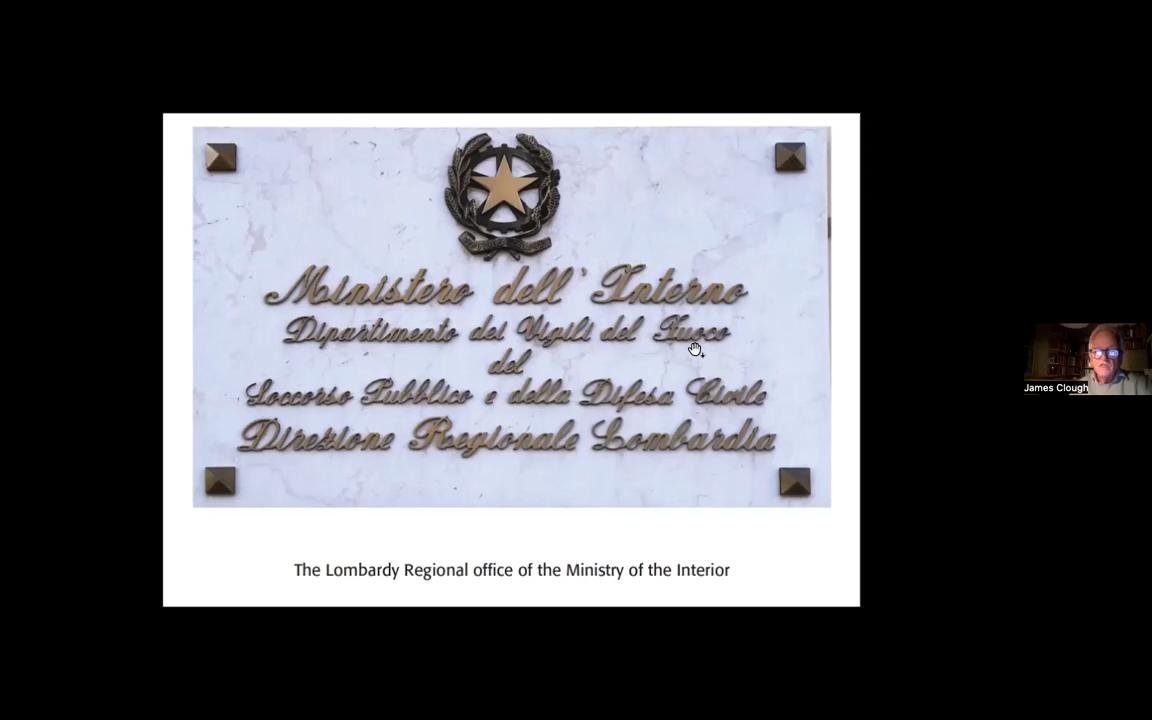 Ministero dell'Interno
Dipartimento dei Vigili del Fuoco
del
Soccorso Pubblico e della Difesa Civile
Direzione Regionale Lombardia
The Lombardy Regional office of the Ministry of the Interior
James Clough